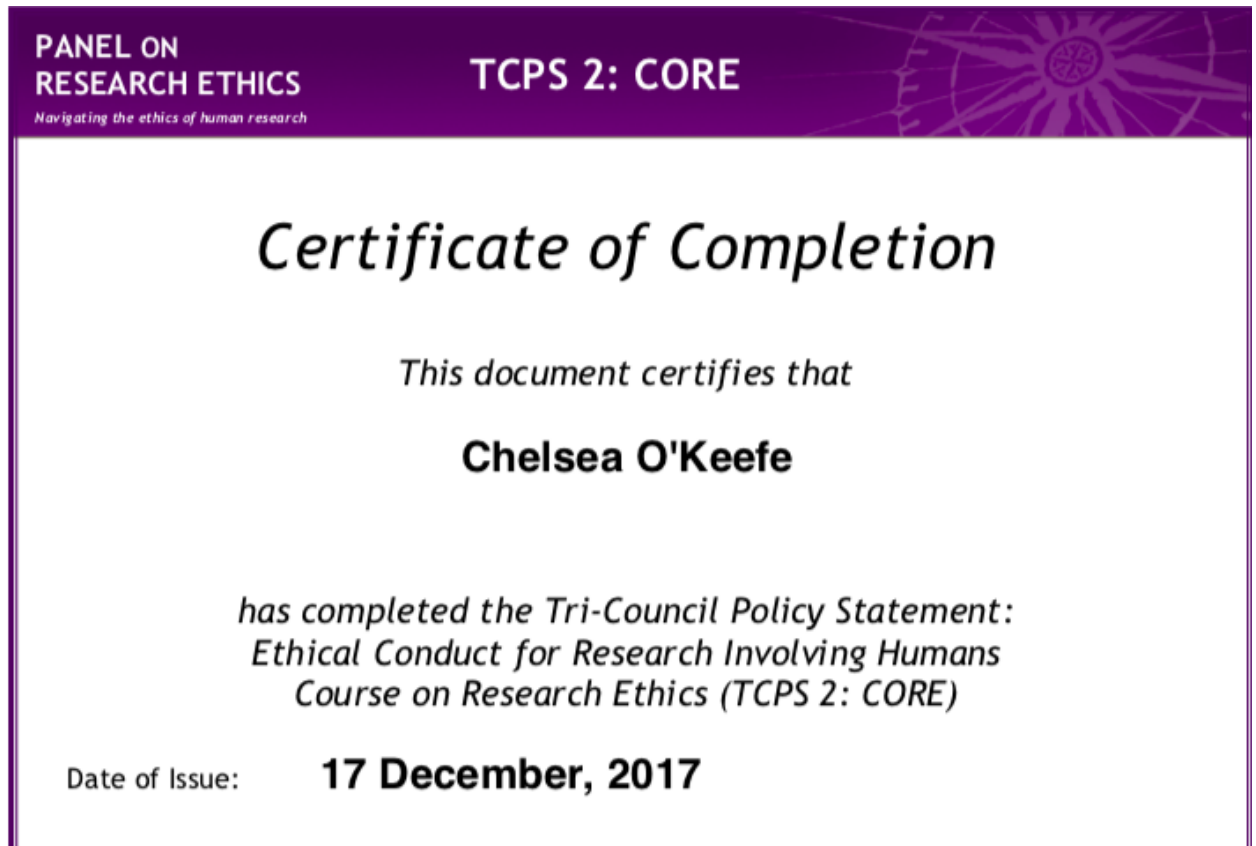 PANEL ON
RESEARCH ETHICS
Navigating the ethics of human research
TCPS 2: CORE
Certificate of Completion
This document certifies that
Chelsea O'Keefe
has completed the Tri-Council Policy Statement:
Ethical Conduct for Research Involving Humans
Course on Research Ethics (TCPS 2: CORE)
Date of Issue: 17 December, 2017